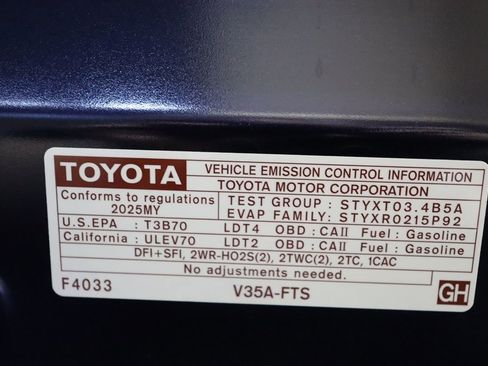 TOYOTA VEHICLE EMISSION CONTROL INFORMATION
TOYOTA MOTOR CORPORATION
Conforms to regulations
2025MY
TEST GROUP : STYXT03.4B5A
EVAP FAMILY: STYXR0215P92
U.S.EPA : T3B70 LDT4 OBD : CAII Fuel : Gasoline
California : ULEV70 LDT2 OBD : CAII Fuel : Gasoline
DFI+SFI, 2WR-HO2S(2), 2TWC(2), 2TC, 1CAC
No adjustments needed.
F4033 V35A-FTS GH